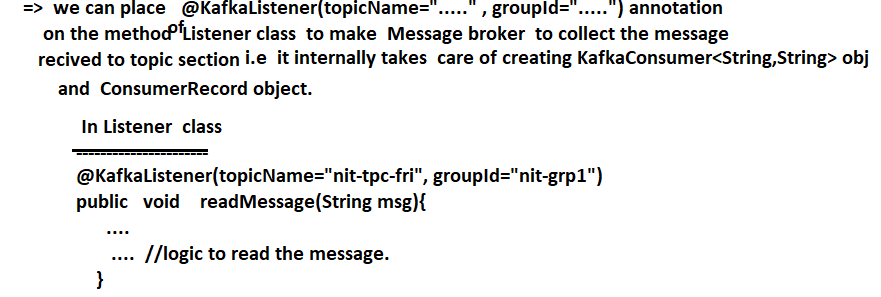 => we can place @KafkaListener(topicName="....." , groupId=".....") annotation
on the method of Listener class to make Message broker to collect the message
recived to topic section i.e it internally takes care of creating KafkaConsumer<String,String> obj
and ConsumerRecord object.
In Listener class
======================
@KafkaListener(topicName="nit-tpc-fri", groupId="nit-grp1")
public void readMessage(String msg){
....
.... //logic to read the message.
}